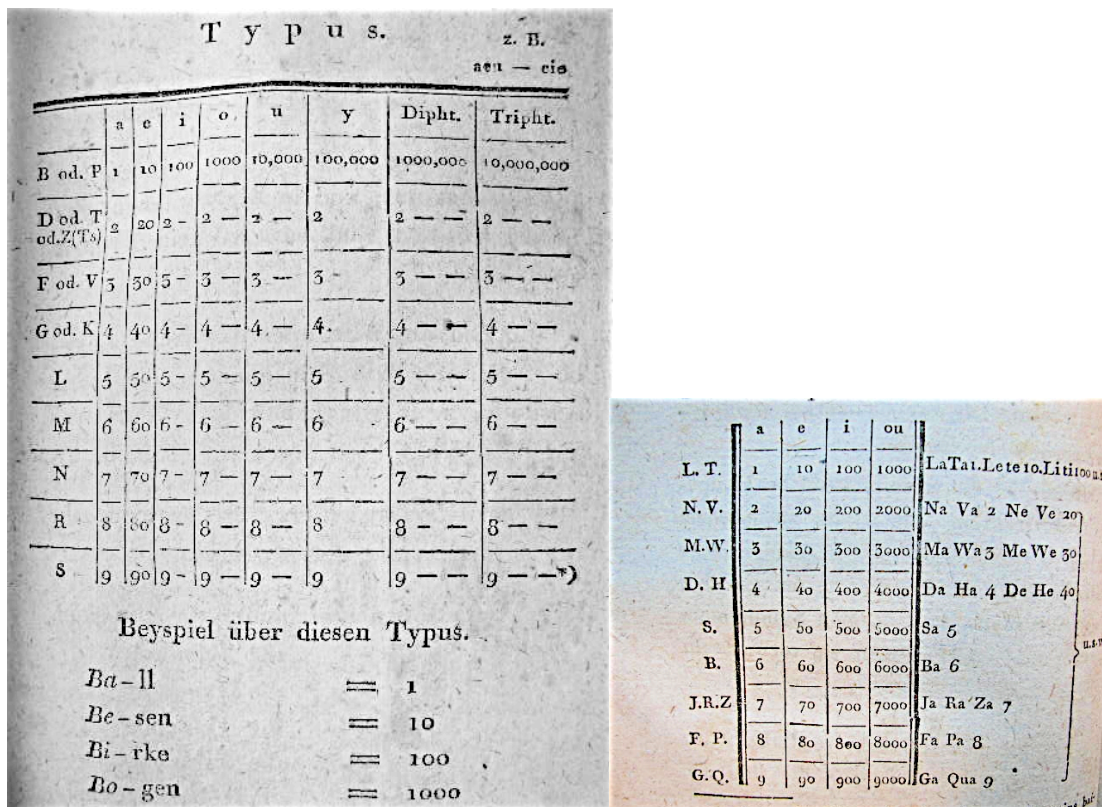 Typus.
z. B.
aeu — eio
a e i o u y Dipht. Tripht.
B od. P 1 10 100 1000 10,000 100,000 1000,000 10,000,000
D od. T
od.Z(Ts) 2 20 2 - 2 — 2 — 2 2 — — 2 — —
F od. V 3 30 3 - 3 — 3 — 3 3 — — 3 — —
G od. K 4 40 4 - 4 — 4 — 4. 4 — — 4 — —
L 5 50 5 - 5 — 5 — 5 5 — — 5 — —
M 6 60 6 - 6 — 6 — 6 6 — — 6 — —
N 7 70 7 - 7 — 7 — 7 7 — — 7 — —
R 8 80 8 - 8 — 8 — 8 8 — — 8 — —
S 9 90 9 - 9 — 9 — 9 9 — — 9 — — *)
Beyspiel über diesen Typus.
Ba-ll = 1
Be-sen = 10
Bi-rke = 100
Bo-gen = 1000
a e i ou
L. T. 1 10 100 1000 La Ta 1. Le te 10. Li ti 100
N. V. 2 20 200 2000 Na Va 2 Ne Ve 20
M.W. 3 30 300 3000 Ma Wa 3 Me We 30
D. H 4 40 400 4000 Da Ha 4 De He 40
S. 5 50 500 5000 Sa 5
B. 6 60 600 6000 Ba 6
J.R.Z 7 70 700 7000 Ja Ra Za 7
F. P. 8 80 800 8000 Fa Pa 8
G.Q. 9 90 900 9000 Ga Qua 9